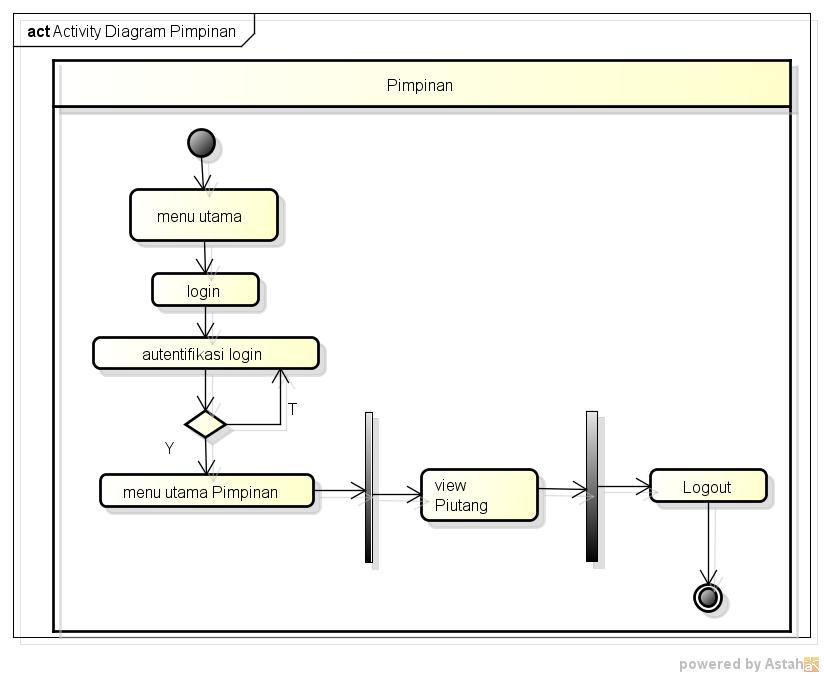 act Activity Diagram Pimpinan
Pimpinan
menu utama
login
autentifikasi login
T
Y
menu utama Pimpinan
view
Piutang
Logout
powered by Astah